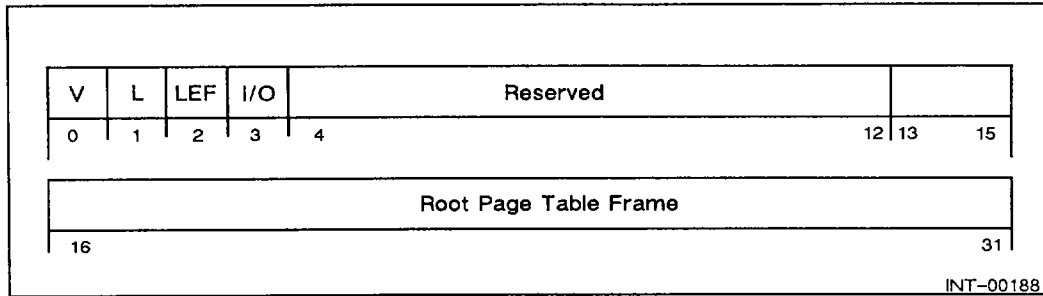 V L LEF I/O Reserved
0 1 2 3 4 12 13 15
Root Page Table Frame
16 31
INT-00188